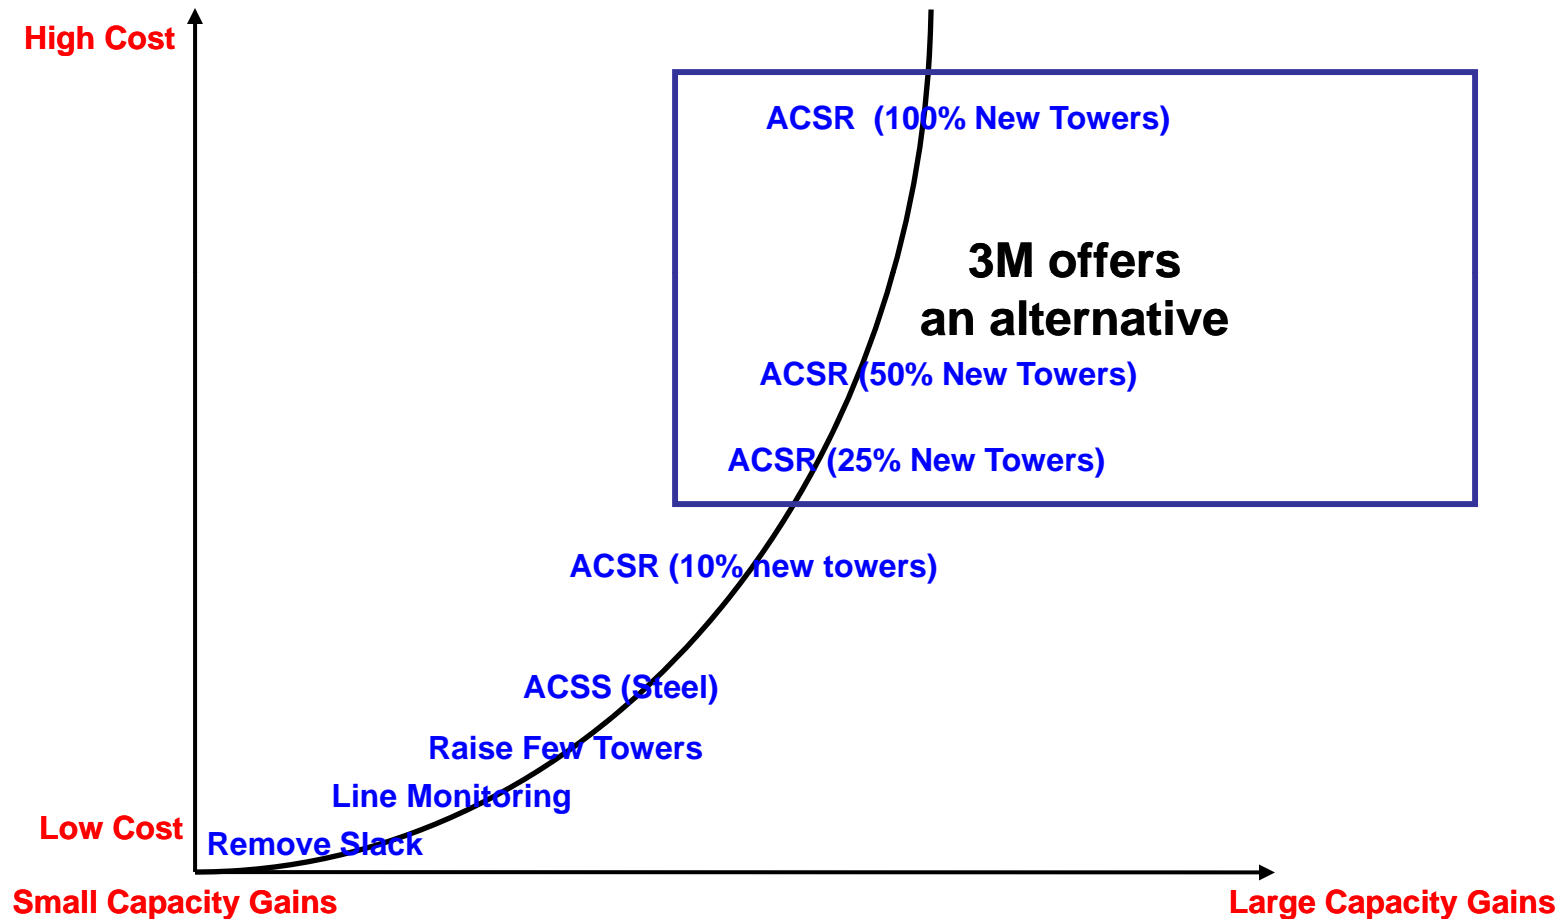 High Cost
ACSR  (100% New Towers)
3M offers
an alternative
ACSR (50% New Towers)
ACSR (25% New Towers)
ACSR (10% new towers)
ACSS (Steel)
Raise Few Towers
Line Monitoring
Low Cost
Remove Slack
Small Capacity Gains
Large Capacity Gains